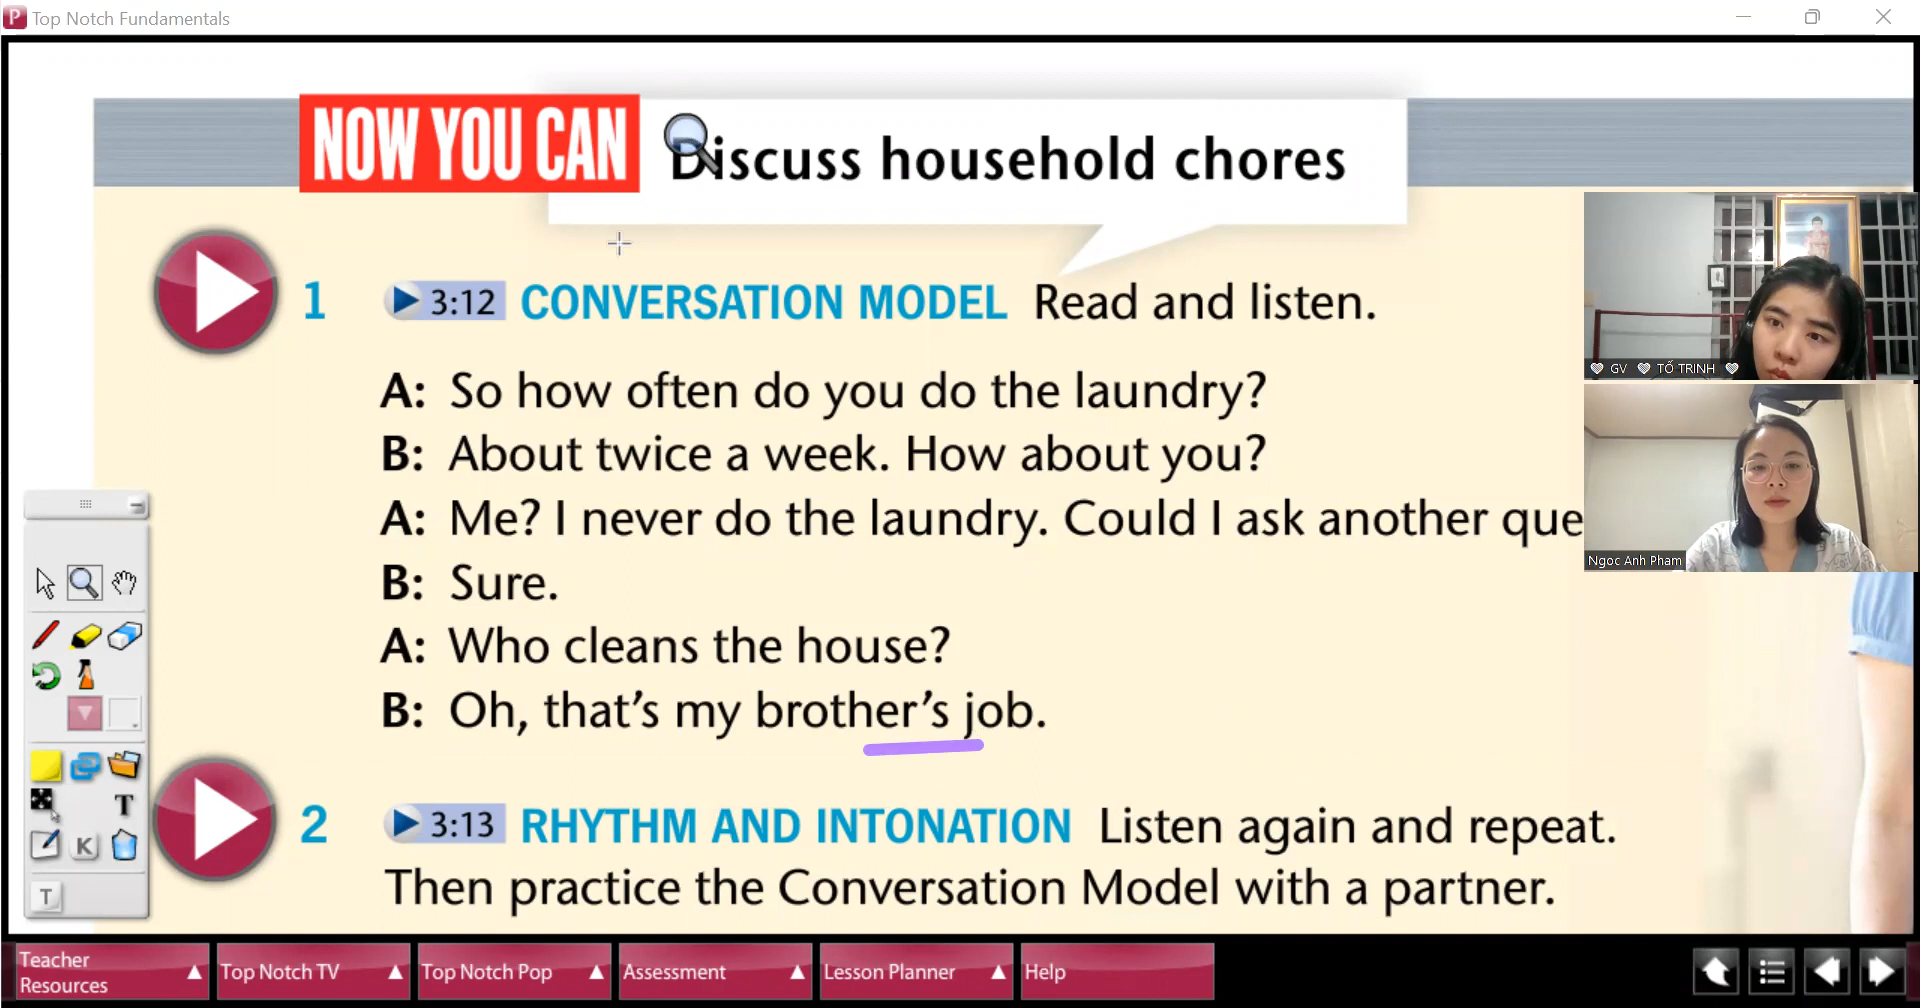 Top Notch Fundamentals
NOW YOU CAN Discuss household chores
1 3:12 CONVERSATION MODEL Read and listen.
A: So how often do you do the laundry?
B: About twice a week. How about you?
A: Me? I never do the laundry. Could I ask another que
B: Sure.
A: Who cleans the house?
B: Oh, that's my brother's job.
2 3:13 RHYTHM AND INTONATION Listen again and repeat.
Then practice the Conversation Model with a partner.
GV TỐ TRINH
Ngoc Anh Pham
T
K
T
Teacher
Resources
Top Notch TV
Top Notch Pop
Assessment
Lesson Planner
Help